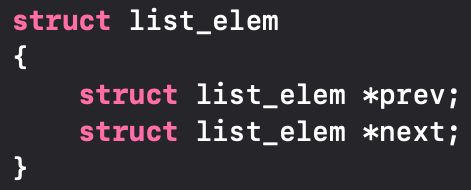 struct list_elem
{
    struct list_elem *prev;
    struct list_elem *next;
}